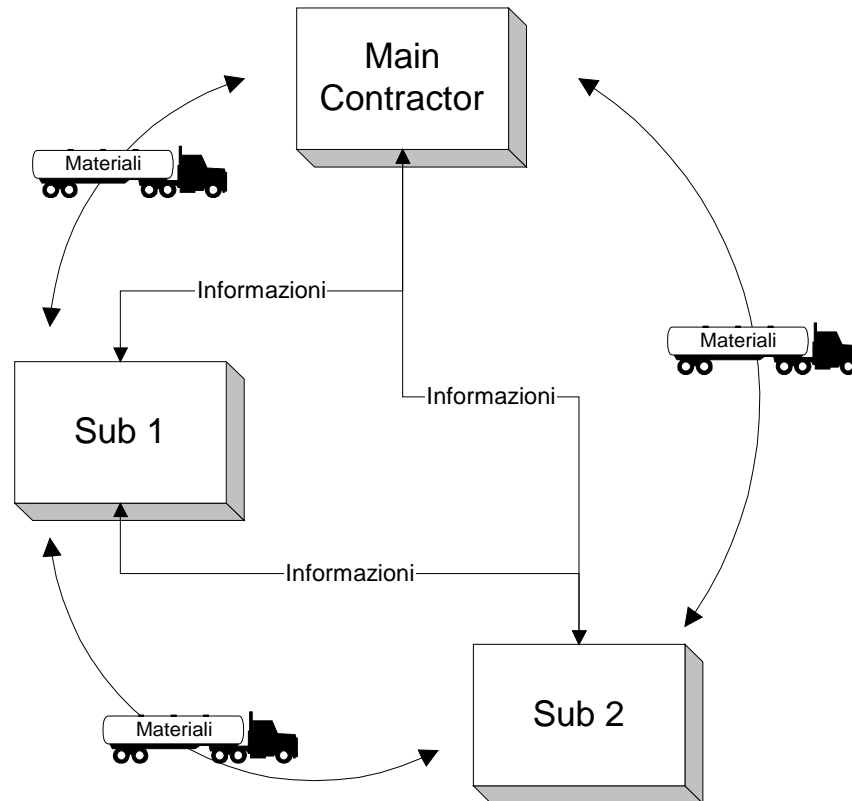 Main
Contractor
Materiali
Informazioni
Materiali
Sub 1
Informazioni
Informazioni
Sub 2
Materiali